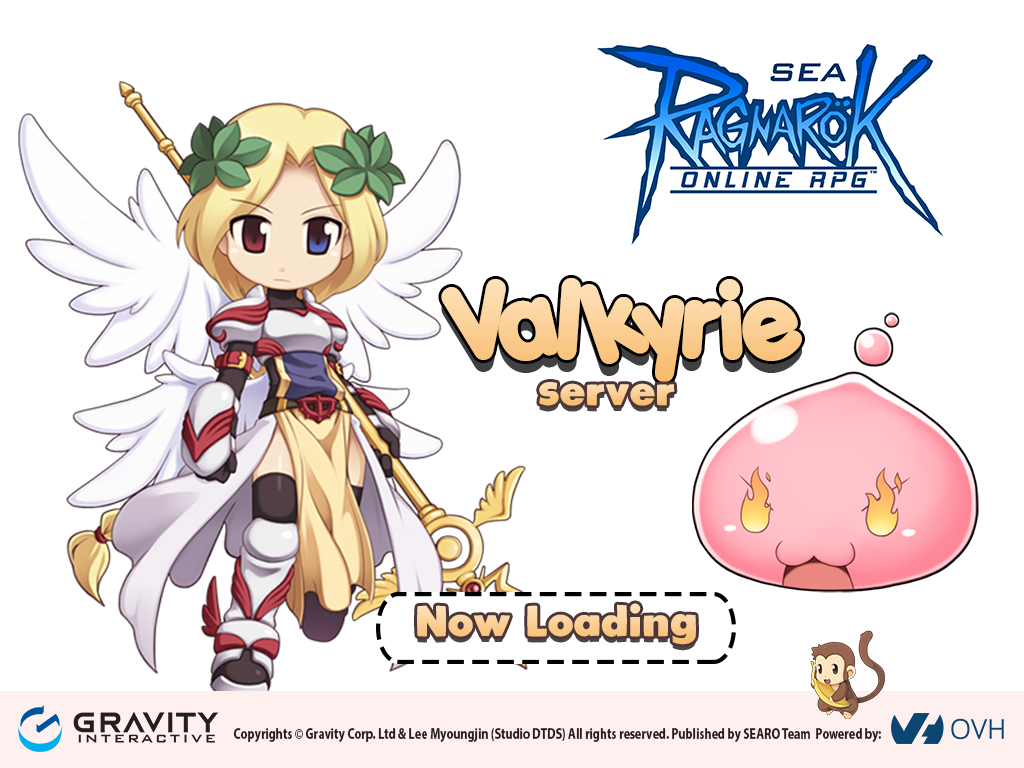 SEA
RAGNARÖK
ONLINE RPG™
Valkyrie
server
Now Loading
GRAVITY
INTERACTIVE
Copyrights © Gravity Corp. Ltd & Lee Myoungjin (Studio DTDS) All rights reserved. Published by SEARO Team Powered by:
OVH